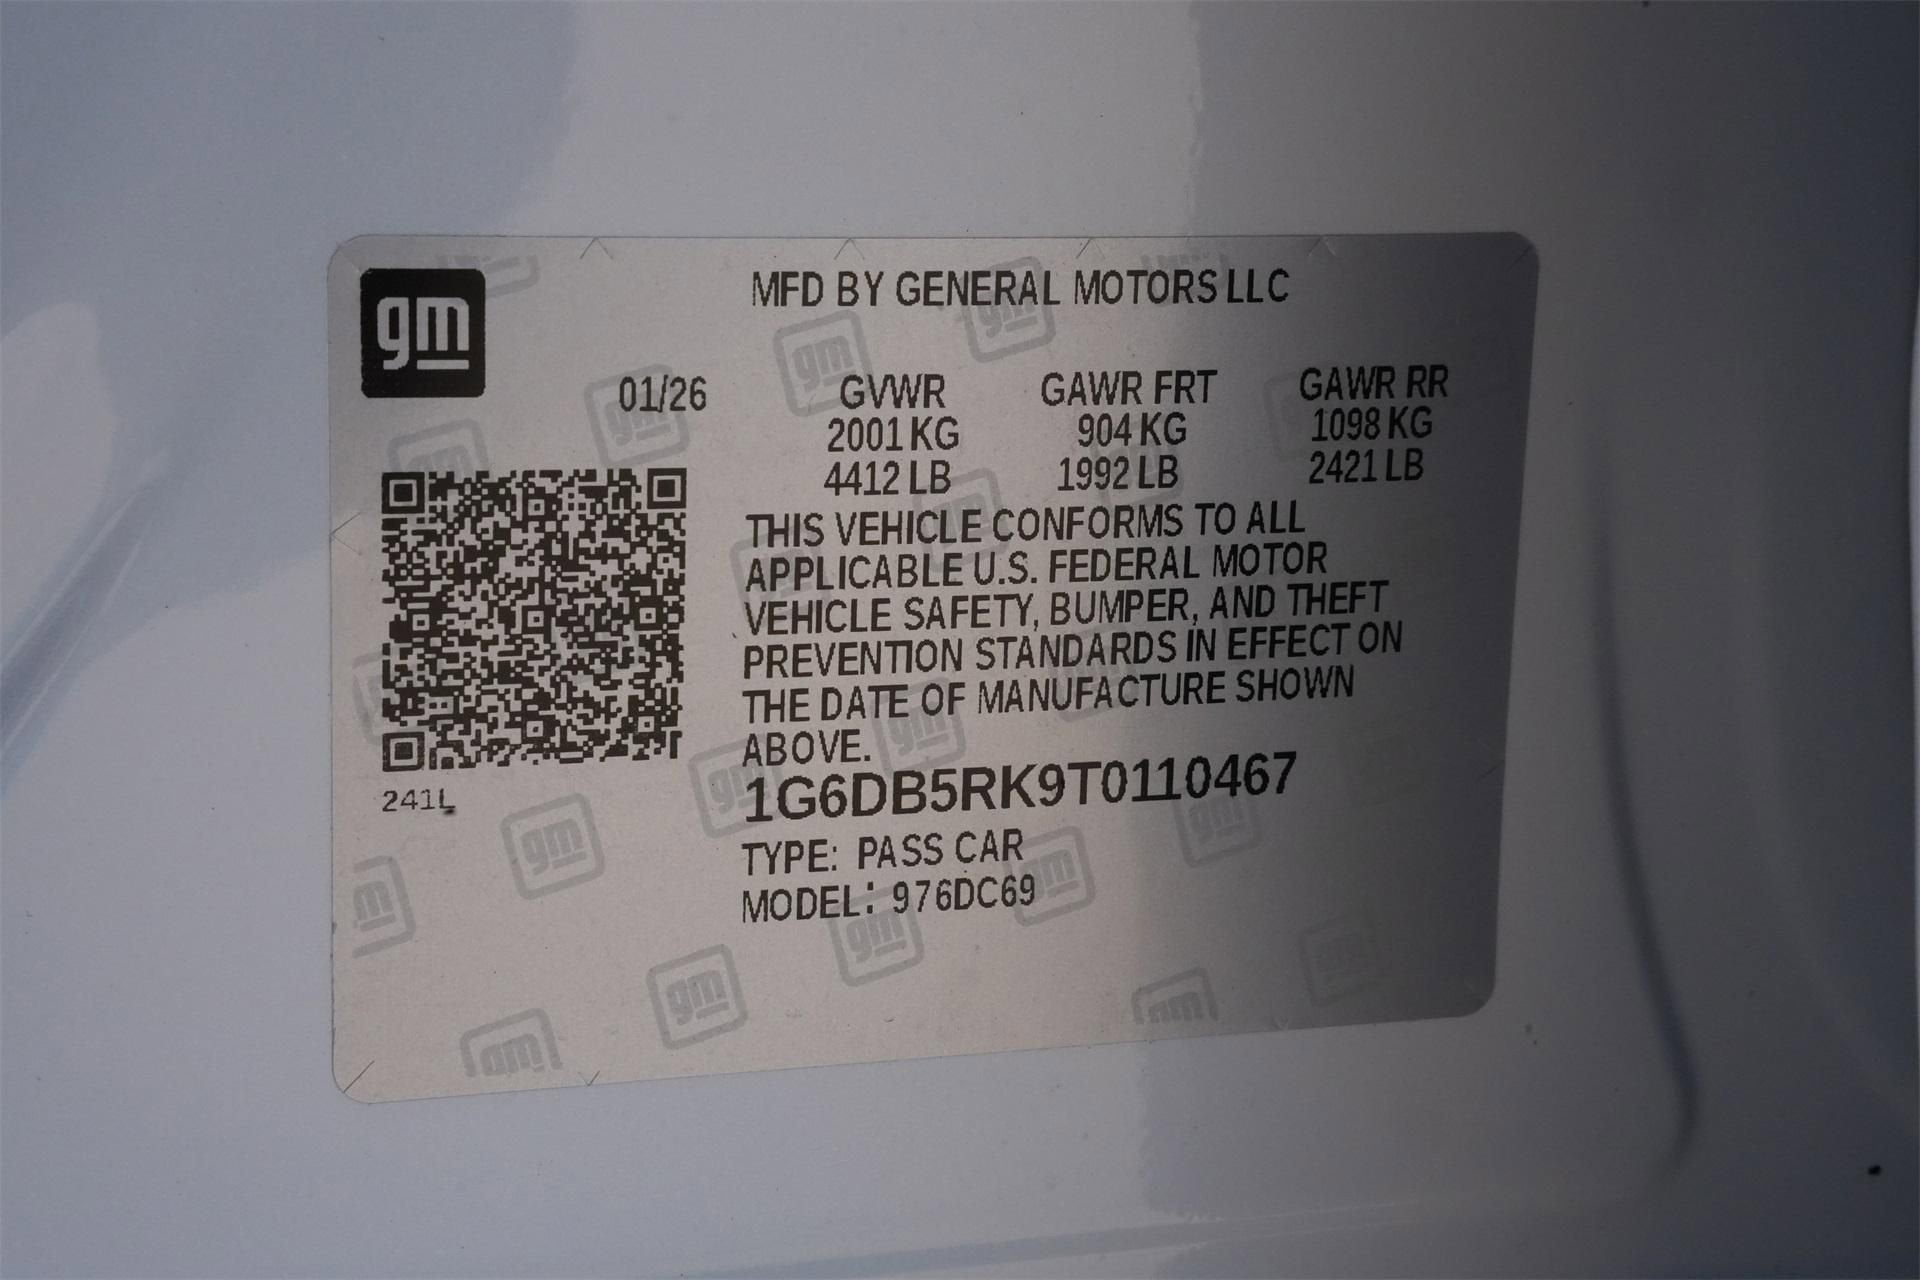 gm
MFD BY GENERAL MOTORS LLC
01/26 GVWR GAWR FRT GAWR RR
2001 KG 904 KG 1098 KG
4412 LB 1992 LB 2421 LB
THIS VEHICLE CONFORMS TO ALL
APPLICABLE U.S. FEDERAL MOTOR
VEHICLE SAFETY, BUMPER, AND THEFT
PREVENTION STANDARDS IN EFFECT ON
THE DATE OF MANUFACTURE SHOWN
ABOVE.
241L
1G6DB5RK9T0110467
TYPE: PASS CAR
MODEL: 976DC69